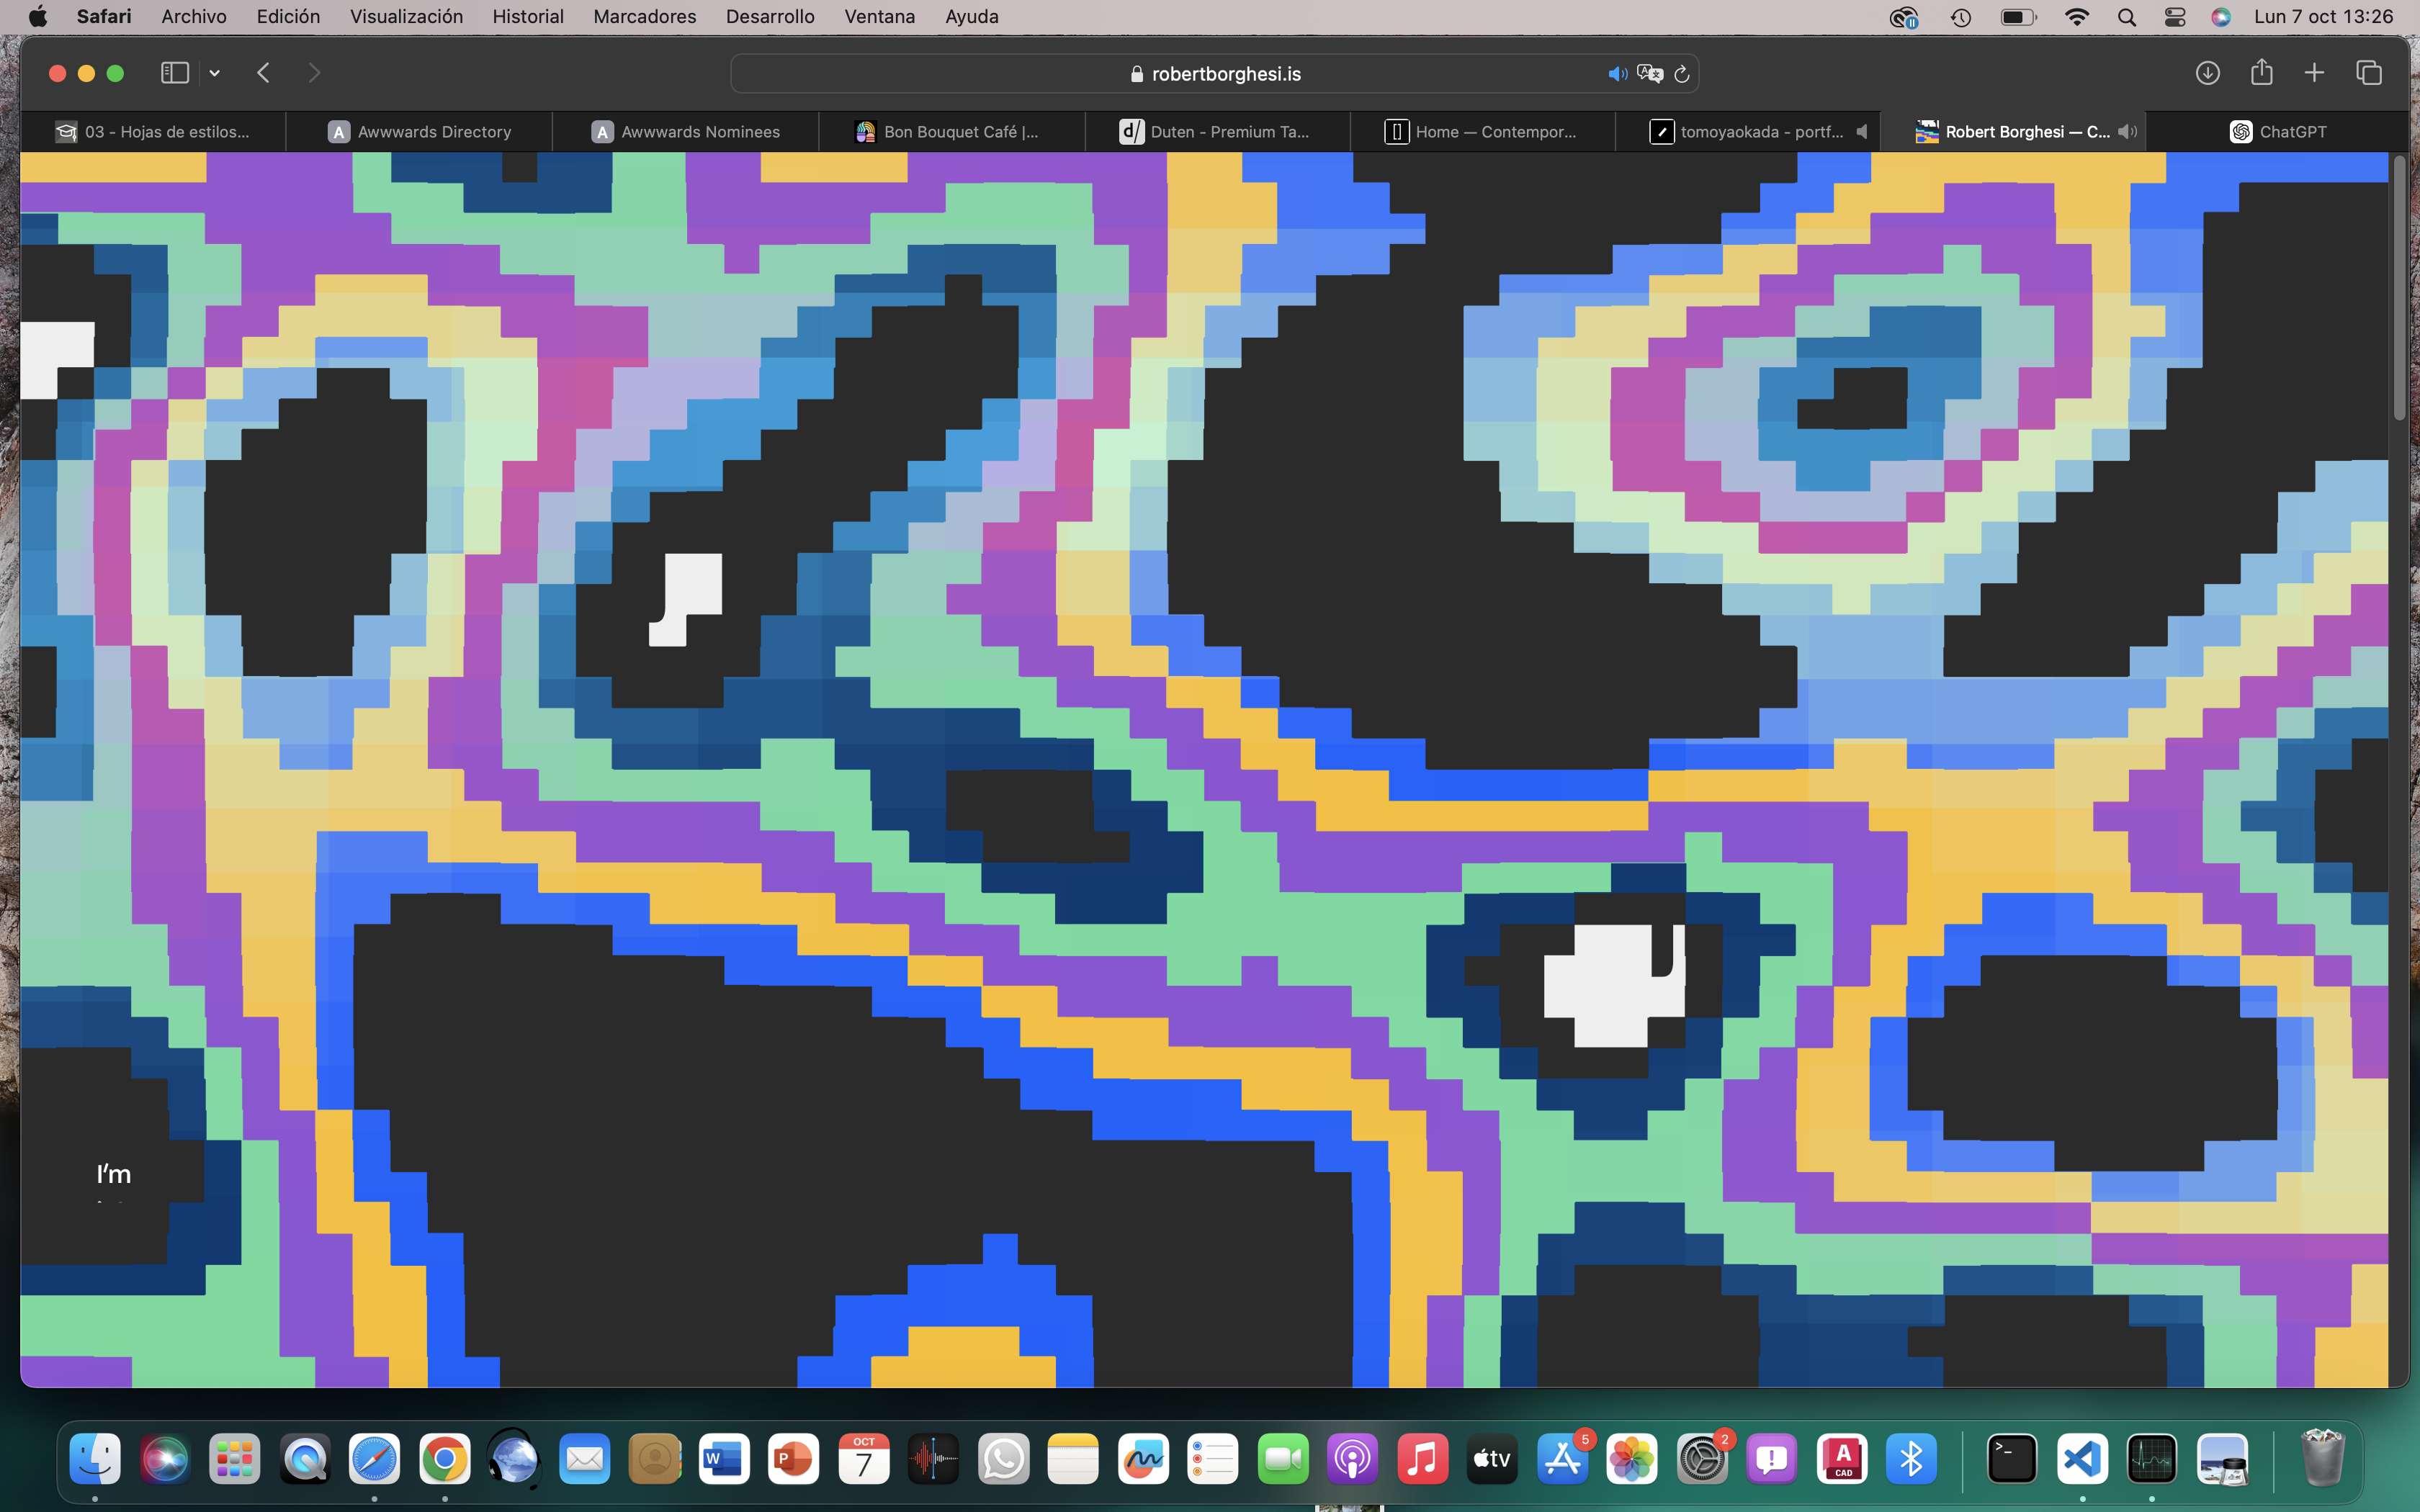 Safari Archivo Edición Visualización Historial Marcadores Desarrollo Ventana Ayuda Lun 7 oct 13:26
robertborghesi.is
03 - Hojas de estilos... A Awwwards Directory A Awwwards Nominees Bon Bouquet Café |... d/ Duten - Premium Ta... [] Home — Contempor... tomoyaokada - portf... Robert Borghesi — C... ChatGPT
I'm
W P OCT 7 tv 5 2 A CAD >_